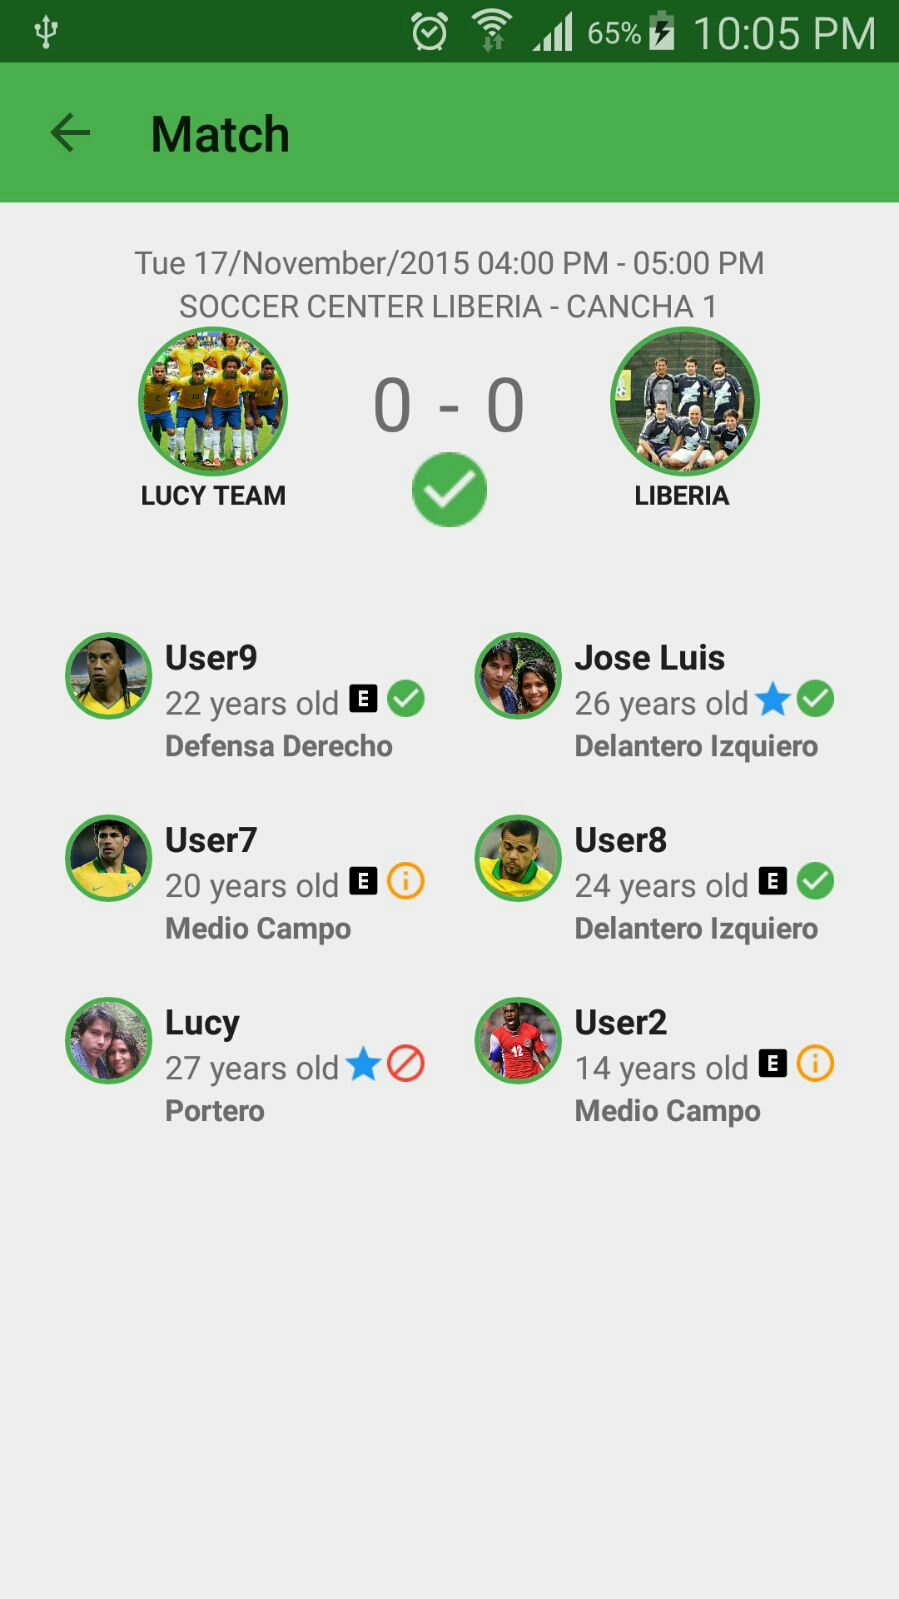 65% 10:05 PM
Match
Tue 17/November/2015 04:00 PM - 05:00 PM
SOCCER CENTER LIBERIA - CANCHA 1
0 - 0
LUCY TEAM
LIBERIA
User9
22 years old E
Defensa Derecho
Jose Luis
26 years old
Delantero Izquiero
User7
20 years old E
Medio Campo
User8
24 years old E
Delantero Izquiero
Lucy
27 years old
Portero
User2
14 years old E
Medio Campo